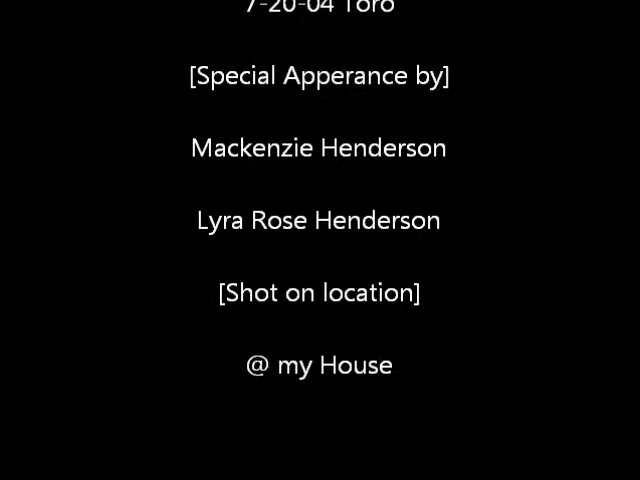 7-20-04 Toro
[Special Apperance by]
Mackenzie Henderson
Lyra Rose Henderson
[Shot on location]
@ my House